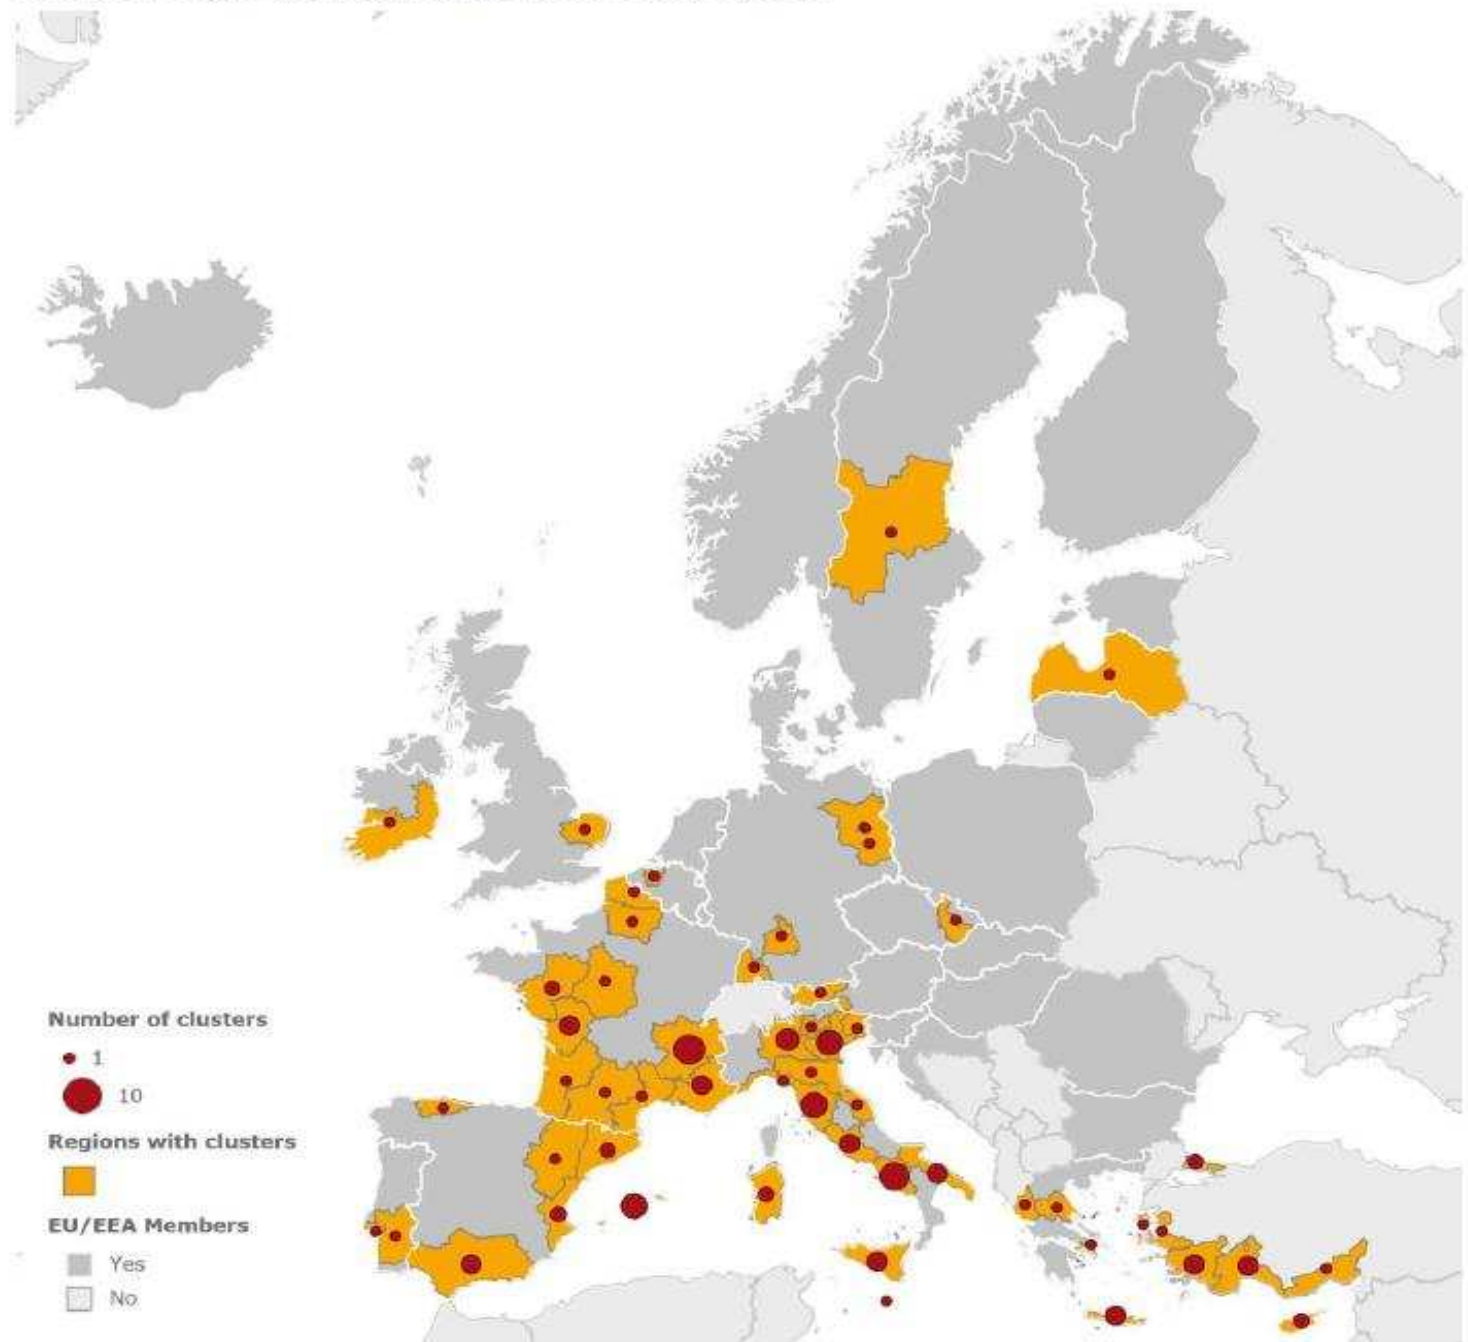 Number of clusters
1
10
Regions with clusters
EU/EEA Members
Yes
No